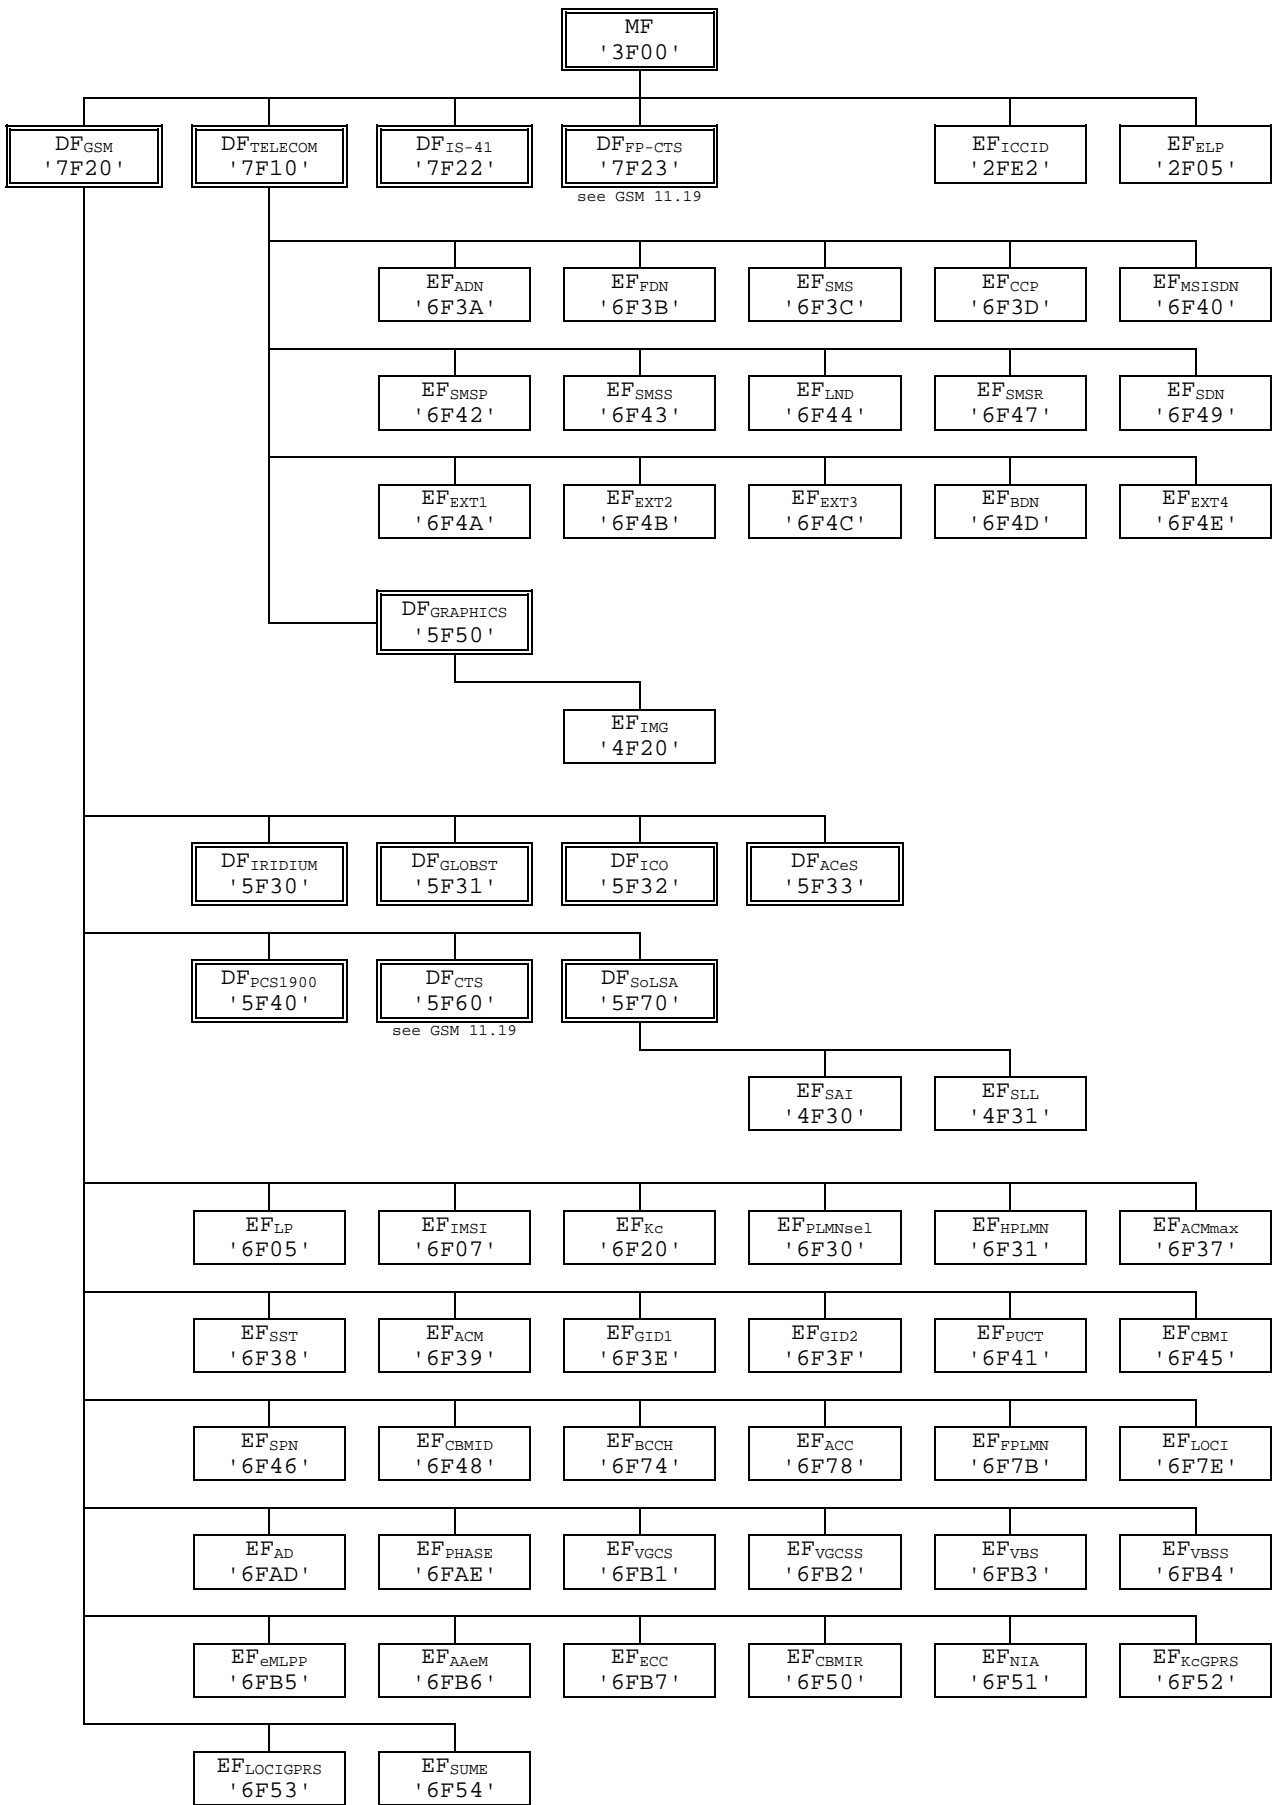 MF
'3F00'
DFGSM
'7F20'
DFTELECOM
'7F10'
DFIS-41
'7F22'
DFFP-CTS
'7F23'
see GSM 11.19
EFICCID
'2FE2'
EFELP
'2F05'
EFADN
'6F3A'
EFFDN
'6F3B'
EFSMS
'6F3C'
EFCCP
'6F3D'
EFMSISDN
'6F40'
EFSMSP
'6F42'
EFSMSS
'6F43'
EFLND
'6F44'
EFSMSR
'6F47'
EFSDN
'6F49'
EFEXT1
'6F4A'
EFEXT2
'6F4B'
EFEXT3
'6F4C'
EFBDN
'6F4D'
EFEXT4
'6F4E'
DFGRAPHICS
'5F50'
EFIMG
'4F20'
DFIRIDIUM
'5F30'
DFGLOBST
'5F31'
DFICO
'5F32'
DFACeS
'5F33'
DFPCS1900
'5F40'
DFCTS
'5F60'
see GSM 11.19
DFSoLSA
'5F70'
EFSAI
'4F30'
EFSLL
'4F31'
EFLP
'6F05'
EFIMSI
'6F07'
EFKc
'6F20'
EFPLMNsel
'6F30'
EFHPLMN
'6F31'
EFACMmax
'6F37'
EFSST
'6F38'
EFACM
'6F39'
EFGID1
'6F3E'
EFGID2
'6F3F'
EFPUCT
'6F41'
EFCBMI
'6F45'
EFSPN
'6F46'
EFCBMID
'6F48'
EFBCCH
'6F74'
EFACC
'6F78'
EFFPLMN
'6F7B'
EFLOCI
'6F7E'
EFAD
'6FAD'
EFPHASE
'6FAE'
EFVGCS
'6FB1'
EFVGCSS
'6FB2'
EFVBS
'6FB3'
EFVBSS
'6FB4'
EFeMLPP
'6FB5'
EFAAeM
'6FB6'
EFECC
'6FB7'
EFCBMIR
'6F50'
EFNIA
'6F51'
EFKcGPRS
'6F52'
EFLOCIGPRS
'6F53'
EFSUME
'6F54'